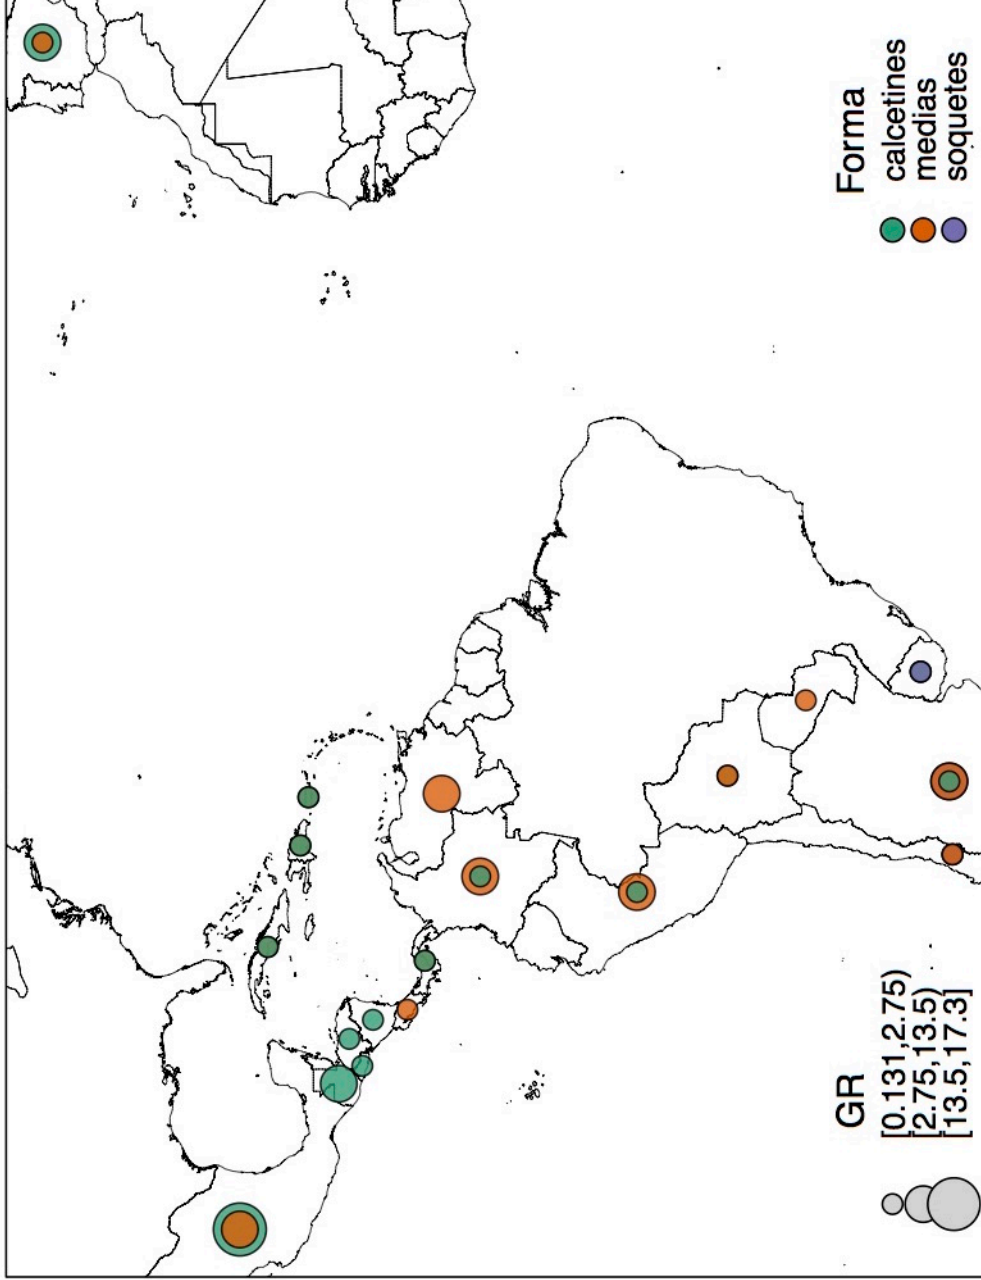 GR
[0.131,2.75)
[2.75,13.5)
[13.5,17.3]
Forma
calcetines
medias
soquetes